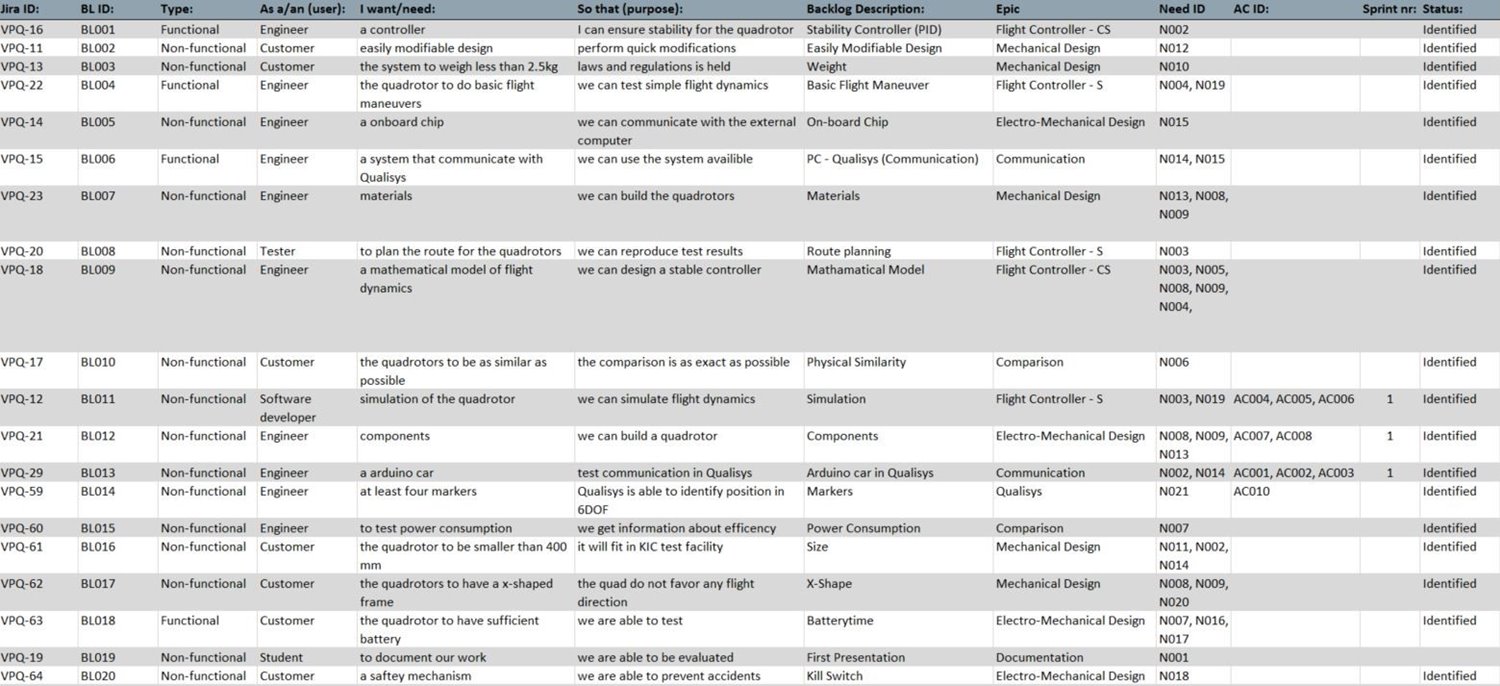 Jira ID: BL ID: Type: As a/an (user): I want/need: So that (purpose): Backlog Description: Epic Need ID AC ID: Sprint nr: Status:
VPQ-16 BL001 Functional Engineer a controller I can ensure stability for the quadrotor Stability Controller (PID) Flight Controller - CS N002 Identified
VPQ-11 BL002 Non-functional Customer easily modifiable design perform quick modifications Easily Modifiable Design Mechanical Design N012 Identified
VPQ-13 BL003 Non-functional Customer the system to weigh less than 2.5kg laws and regulations is held Weight Mechanical Design N010 Identified
VPQ-22 BL004 Functional Engineer the quadrotor to do basic flight we can test simple flight dynamics Basic Flight Maneuver Flight Controller - S N004, N019 Identified
maneuvers
VPQ-14 BL005 Non-functional Engineer a onboard chip we can communicate with the external On-board Chip Electro-Mechanical Design N015 Identified
computer
VPQ-15 BL006 Functional Engineer a system that communicate with we can use the system availible PC - Qualisys (Communication) Communication N014, N015 Identified
Qualisys
VPQ-23 BL007 Non-functional Engineer materials we can build the quadrotors Materials Mechanical Design N013, N008, Identified
N009
VPQ-20 BL008 Non-functional Tester to plan the route for the quadrotors we can reproduce test results Route planning Flight Controller - S N003 Identified
VPQ-18 BL009 Non-functional Engineer a mathematical model of flight we can design a stable controller Mathamatical Model Flight Controller - CS N003, N005, Identified
dynamics N008, N009,
N004,
VPQ-17 BL010 Non-functional Customer the quadrotors to be as similar as the comparison is as exact as possible Physical Similarity Comparison N006 Identified
possible
VPQ-12 BL011 Non-functional Software simulation of the quadrotor we can simulate flight dynamics Simulation Flight Controller - S N003, N019 AC004, AC005, AC006 1 Identified
developer
VPQ-21 BL012 Non-functional Engineer components we can build a quadrotor Components Electro-Mechanical Design N008, N009, AC007, AC008 1 Identified
N013
VPQ-29 BL013 Non-functional Engineer a arduino car test communication in Qualisys Arduino car in Qualisys Communication N002, N014 AC001, AC002, AC003 1 Identified
VPQ-59 BL014 Non-functional Engineer at least four markers Qualisys is able to identify position in Markers Qualisys N021 AC010 Identified
6DOF
VPQ-60 BL015 Non-functional Engineer to test power consumption we get information about efficency Power Consumption Comparison N007 Identified
VPQ-61 BL016 Non-functional Customer the quadrotor to be smaller than 400 it will fit in KIC test facility Size Mechanical Design N011, N002, Identified
mm N014
VPQ-62 BL017 Non-functional Customer the quadrotors to have a x-shaped the quad do not favor any flight X-Shape Mechanical Design N008, N009, Identified
frame direction N020
VPQ-63 BL018 Functional Customer the quadrotor to have sufficient we are able to test Batterytime Electro-Mechanical Design N007, N016, Identified
battery N017
VPQ-19 BL019 Non-functional Student to document our work we are able to be evaluated First Presentation Documentation N001
VPQ-64 BL020 Non-functional Customer a saftey mechanism we are able to prevent accidents Kill Switch Electro-Mechanical Design N018 Identified